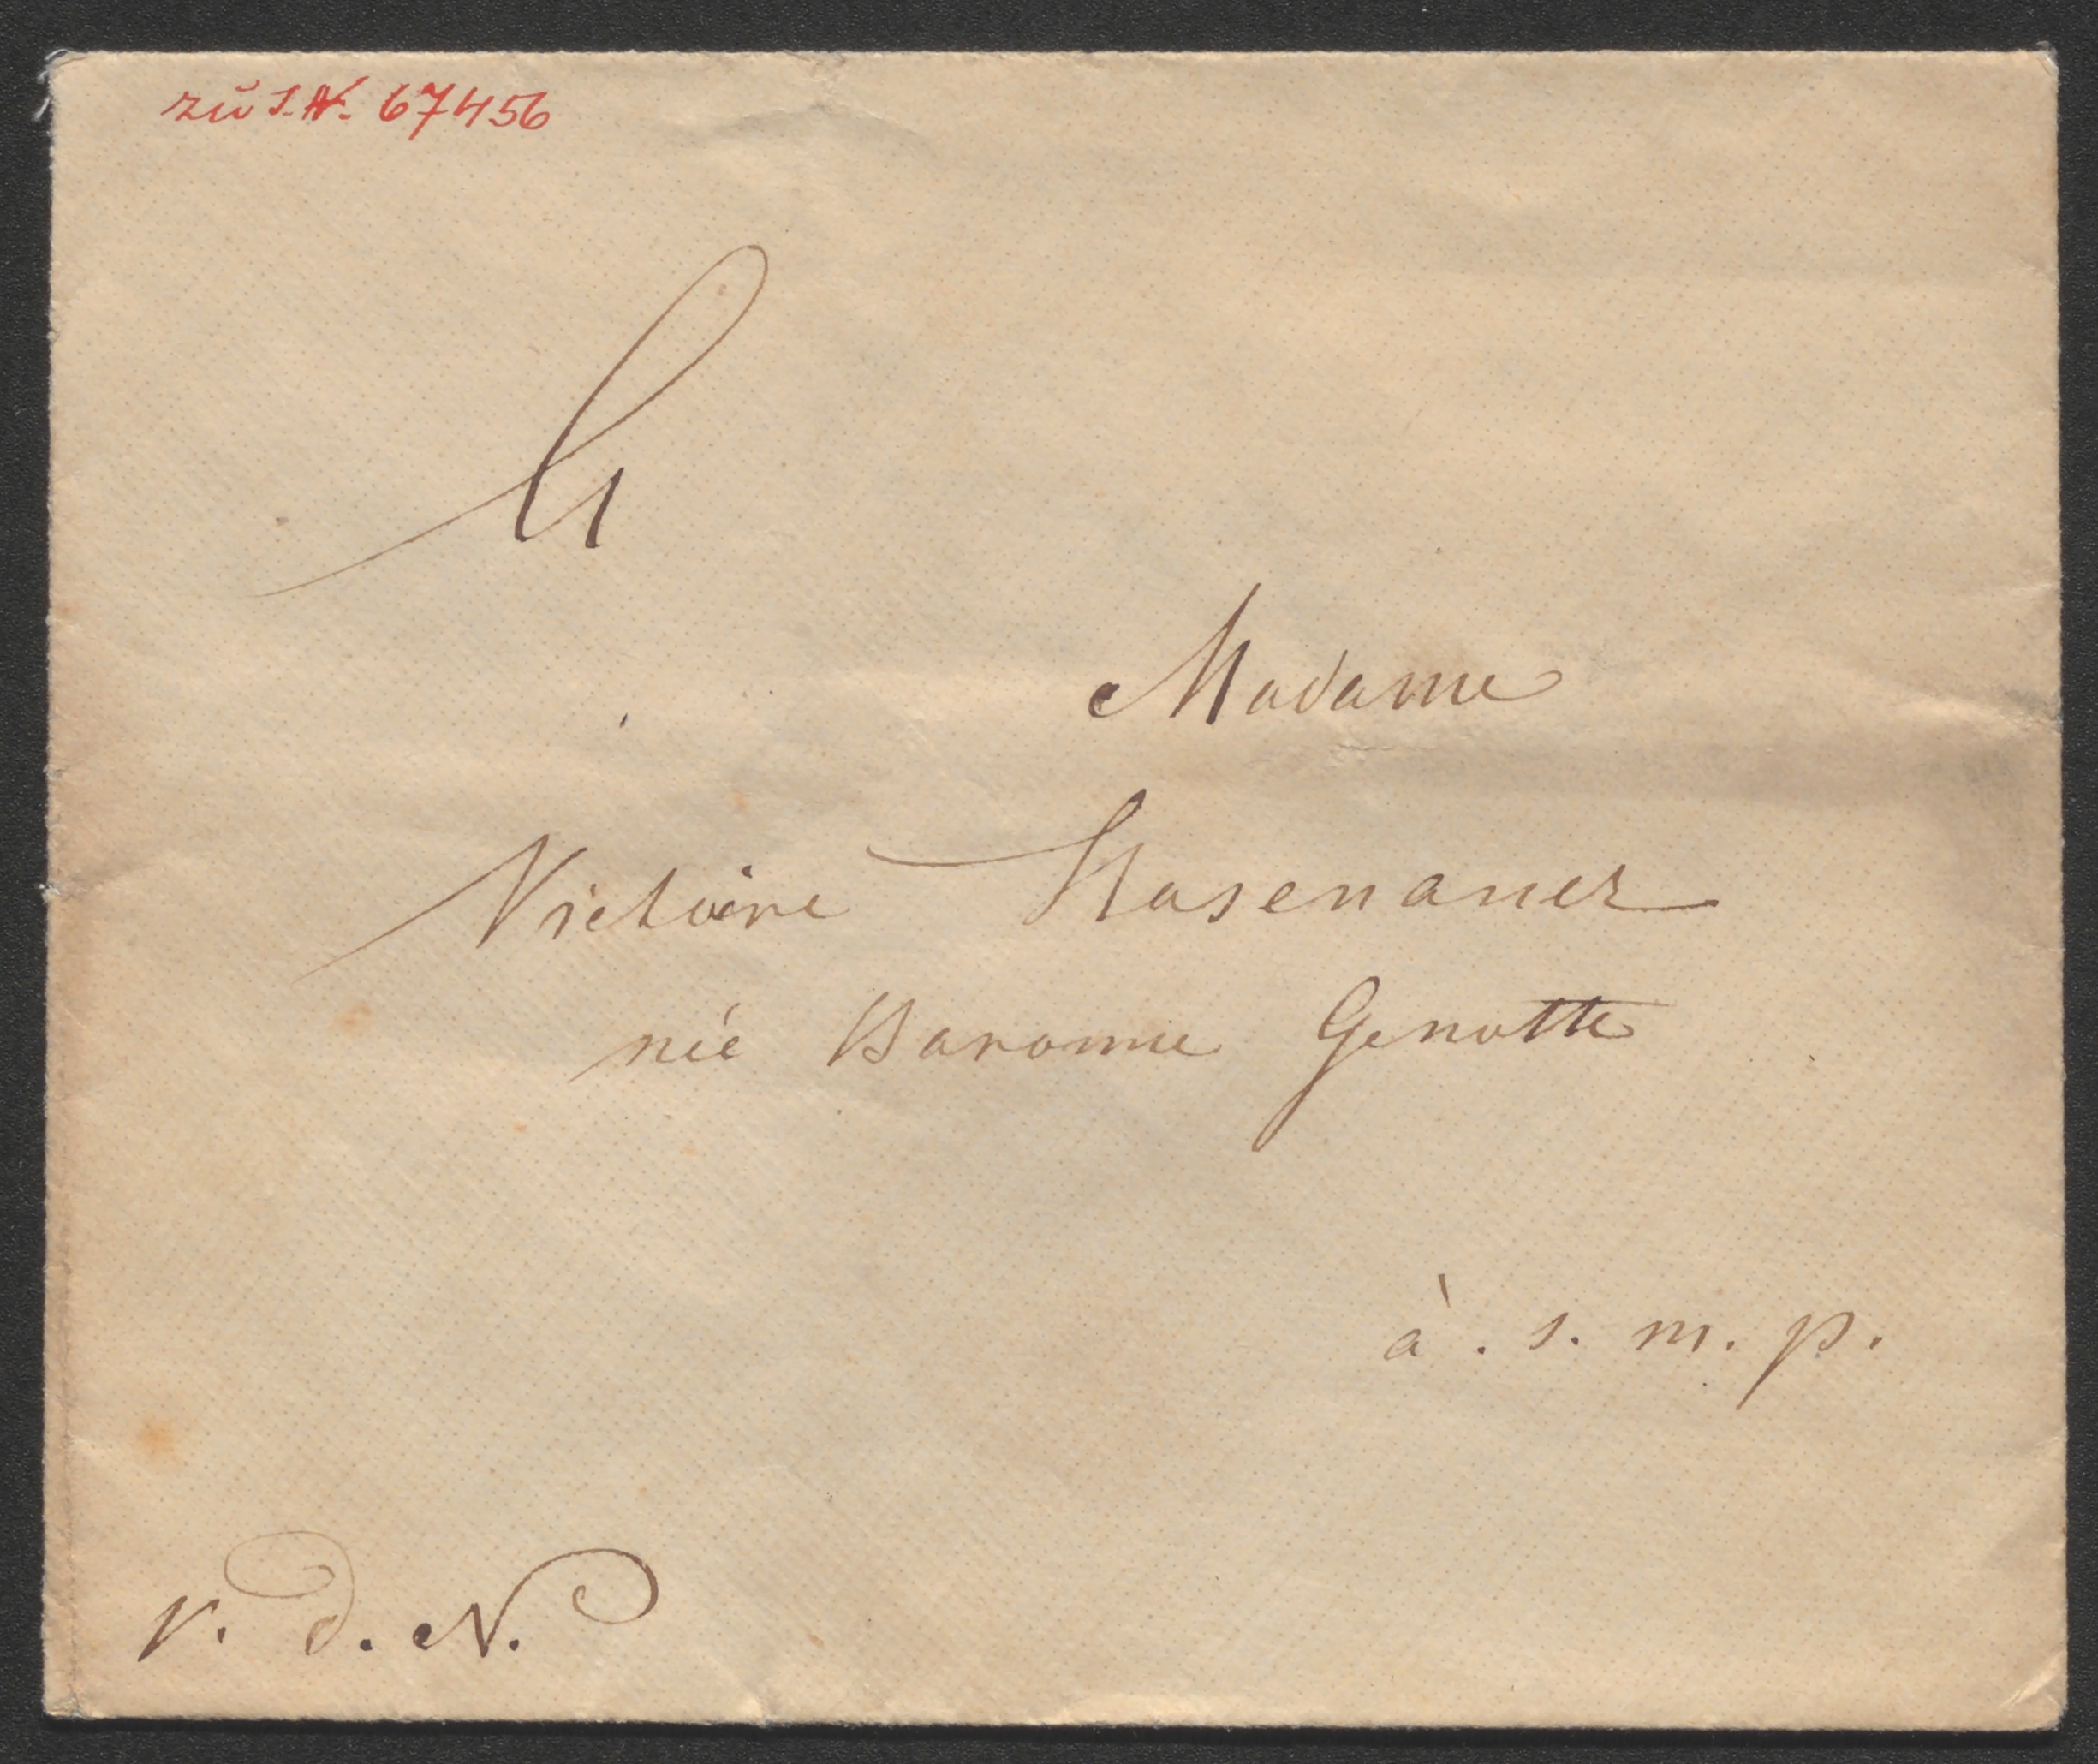 zu I.N. 67456
à
Madame
Victoire Hasenauer
née Baronne Genotte
à. s. m. p.
v. d. N.